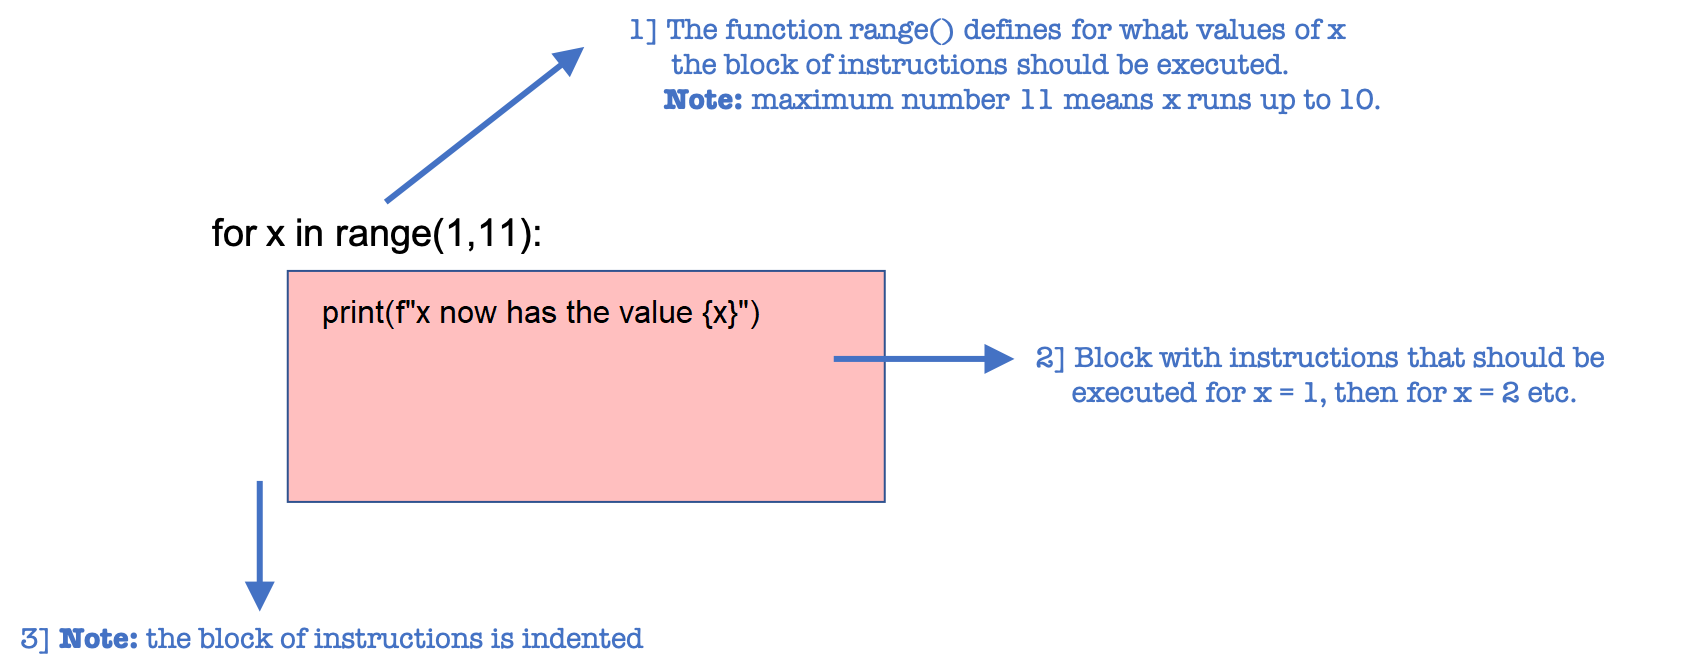 1] The function range() defines for what values of x
the block of instructions should be executed.
Note: maximum number 11 means x runs up to 10.
for x in range(1,11):
print(f"x now has the value {x}")
2] Block with instructions that should be
executed for x = 1, then for x = 2 etc.
3] Note: the block of instructions is indented